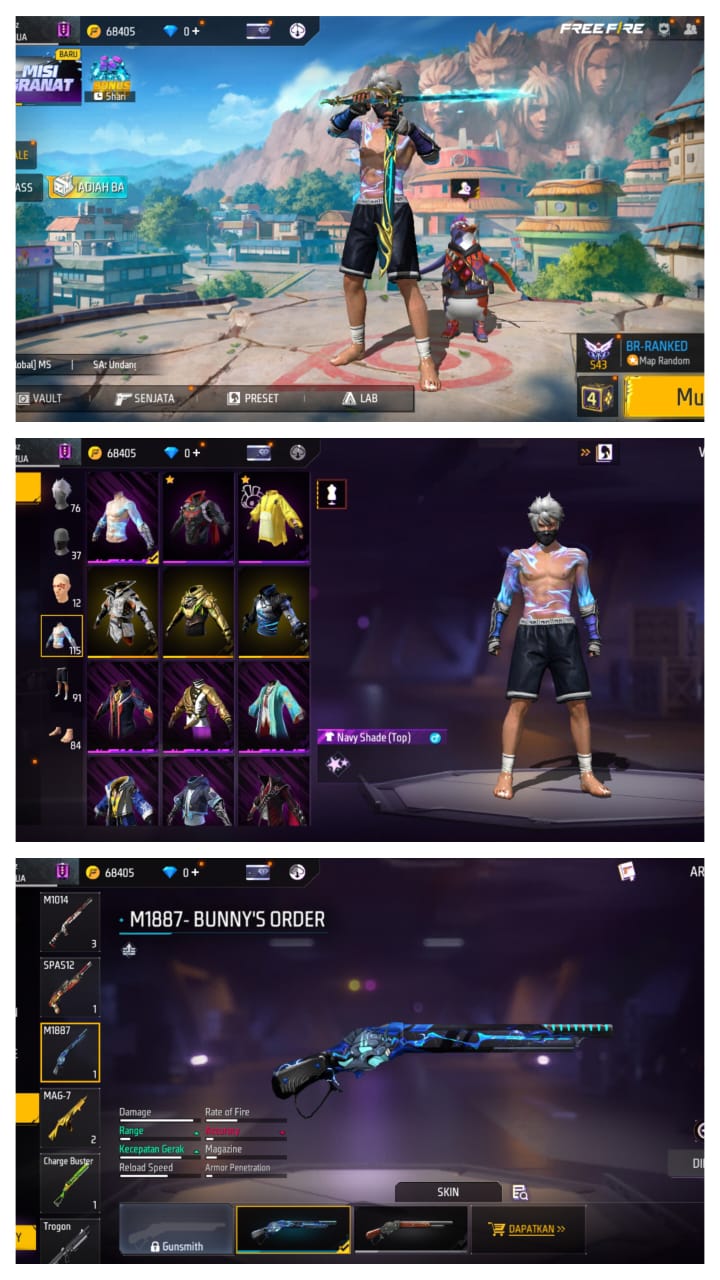 UA
68405
0+
FREE FIRE
BARU
MISI
GRANAT
BONUS
5hari
ALE
ASS
ADIAH BA
BR-RANKED
S43
Map Random
lobal] MS | SA: Undang
4
Mu
VAULT
SENJATA
PRESET
LAB
UA
68405
0+
76
37
12
115
91
84
Navy Shade (Top)
UA
68405
0+
AR
M1014
3
M1887- BUNNY'S ORDER
SPAS12
1
M1887
1
MAG-7
2
Charge Buster
1
Trogon
Damage
Rate of Fire
Range
Accuracy
Kecepatan Gerak
Magazine
Reload Speed
Armor Penetration
DI
SKIN
Gunsmith
DAPATKAN >>
Y